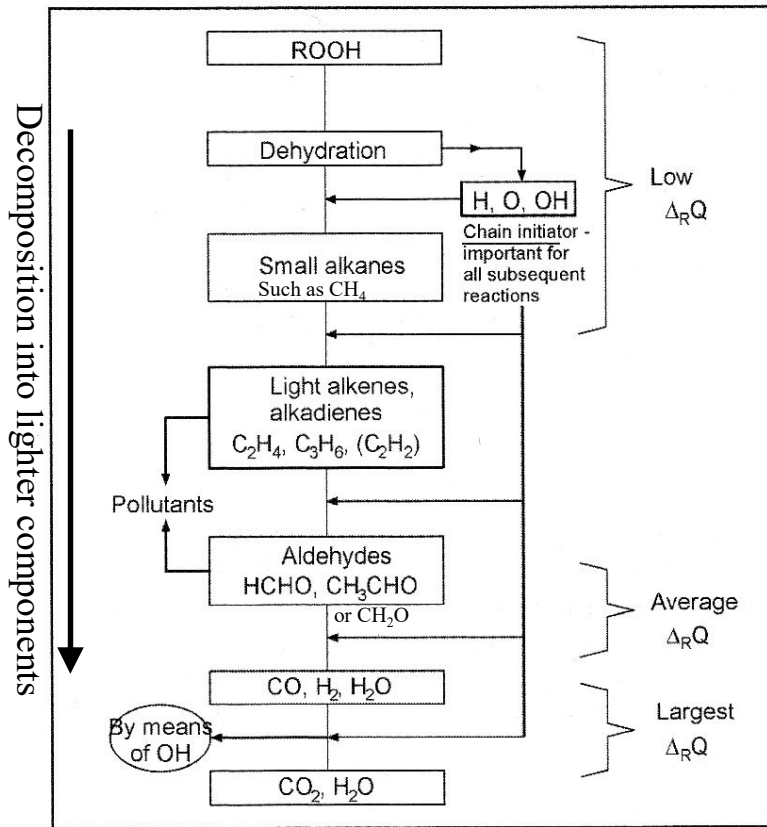 Decomposition into lighter components
ROOH
Dehydration
H, O, OH
Chain initiator -
important for
all subsequent
reactions
Low
ΔRQ
Small alkanes
Such as CH4
Light alkenes,
alkadienes
C2H4, C3H6, (C2H2)
Pollutants
Aldehydes
HCHO, CH3CHO
or CH2O
Average
ΔRQ
CO, H2, H2O
By means
of OH
Largest
ΔRQ
CO2, H2O